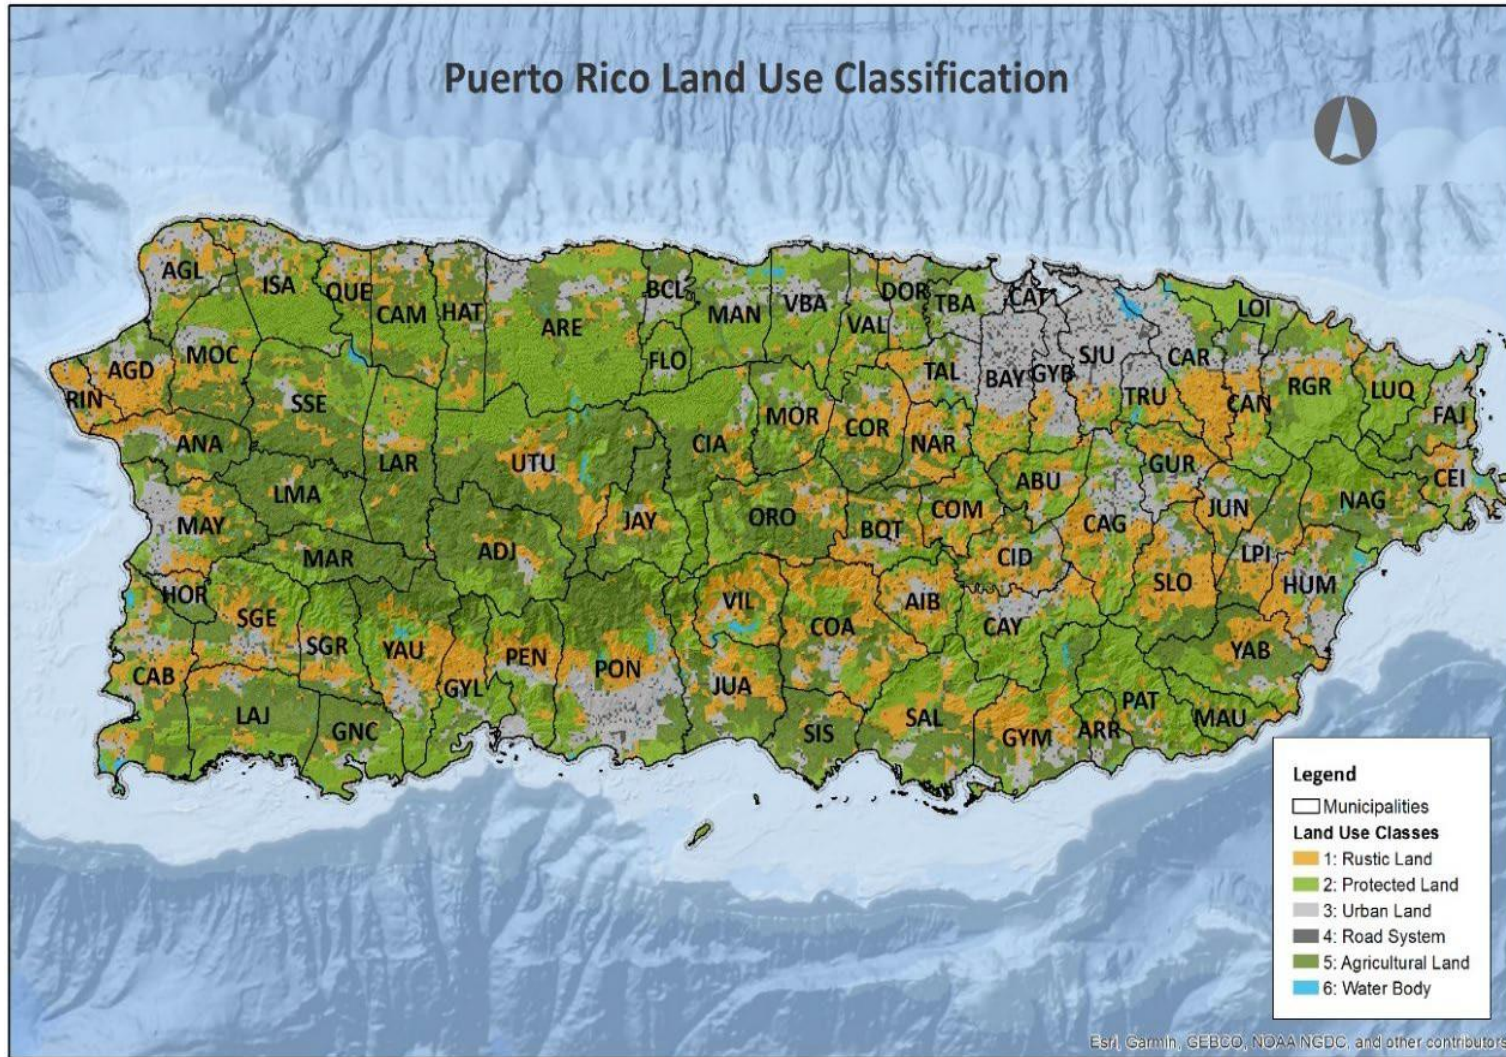 Puerto Rico Land Use Classification
AGL
ISA
QUE
CAM
HAT
ARE
BCL
MAN
VBA
VAL
DOR
TBA
CAT
LOI
MOC
AGD
RIN
SSE
FLO
TAL
BAY
GYB
SJU
CAR
TRU
CAN
RGR
LUQ
FAJ
ANA
LAR
UTU
CIA
MOR
COR
NAR
ABU
GUR
CEI
LMA
MAY
JAY
ORO
BQT
COM
CAG
JUN
NAG
MAR
ADJ
CID
LPI
HOR
SGE
VIL
AIB
SLO
HUM
SGR
YAU
PEN
PON
COA
CAY
YAB
CAB
GYL
JUA
LAJ
GNC
SIS
SAL
GYM
ARR
PAT
MAU
Legend
Municipalities
Land Use Classes
1: Rustic Land
2: Protected Land
3: Urban Land
4: Road System
5: Agricultural Land
6: Water Body
Esri, Garmin, GEBCO, NOAA NGDC, and other contributors